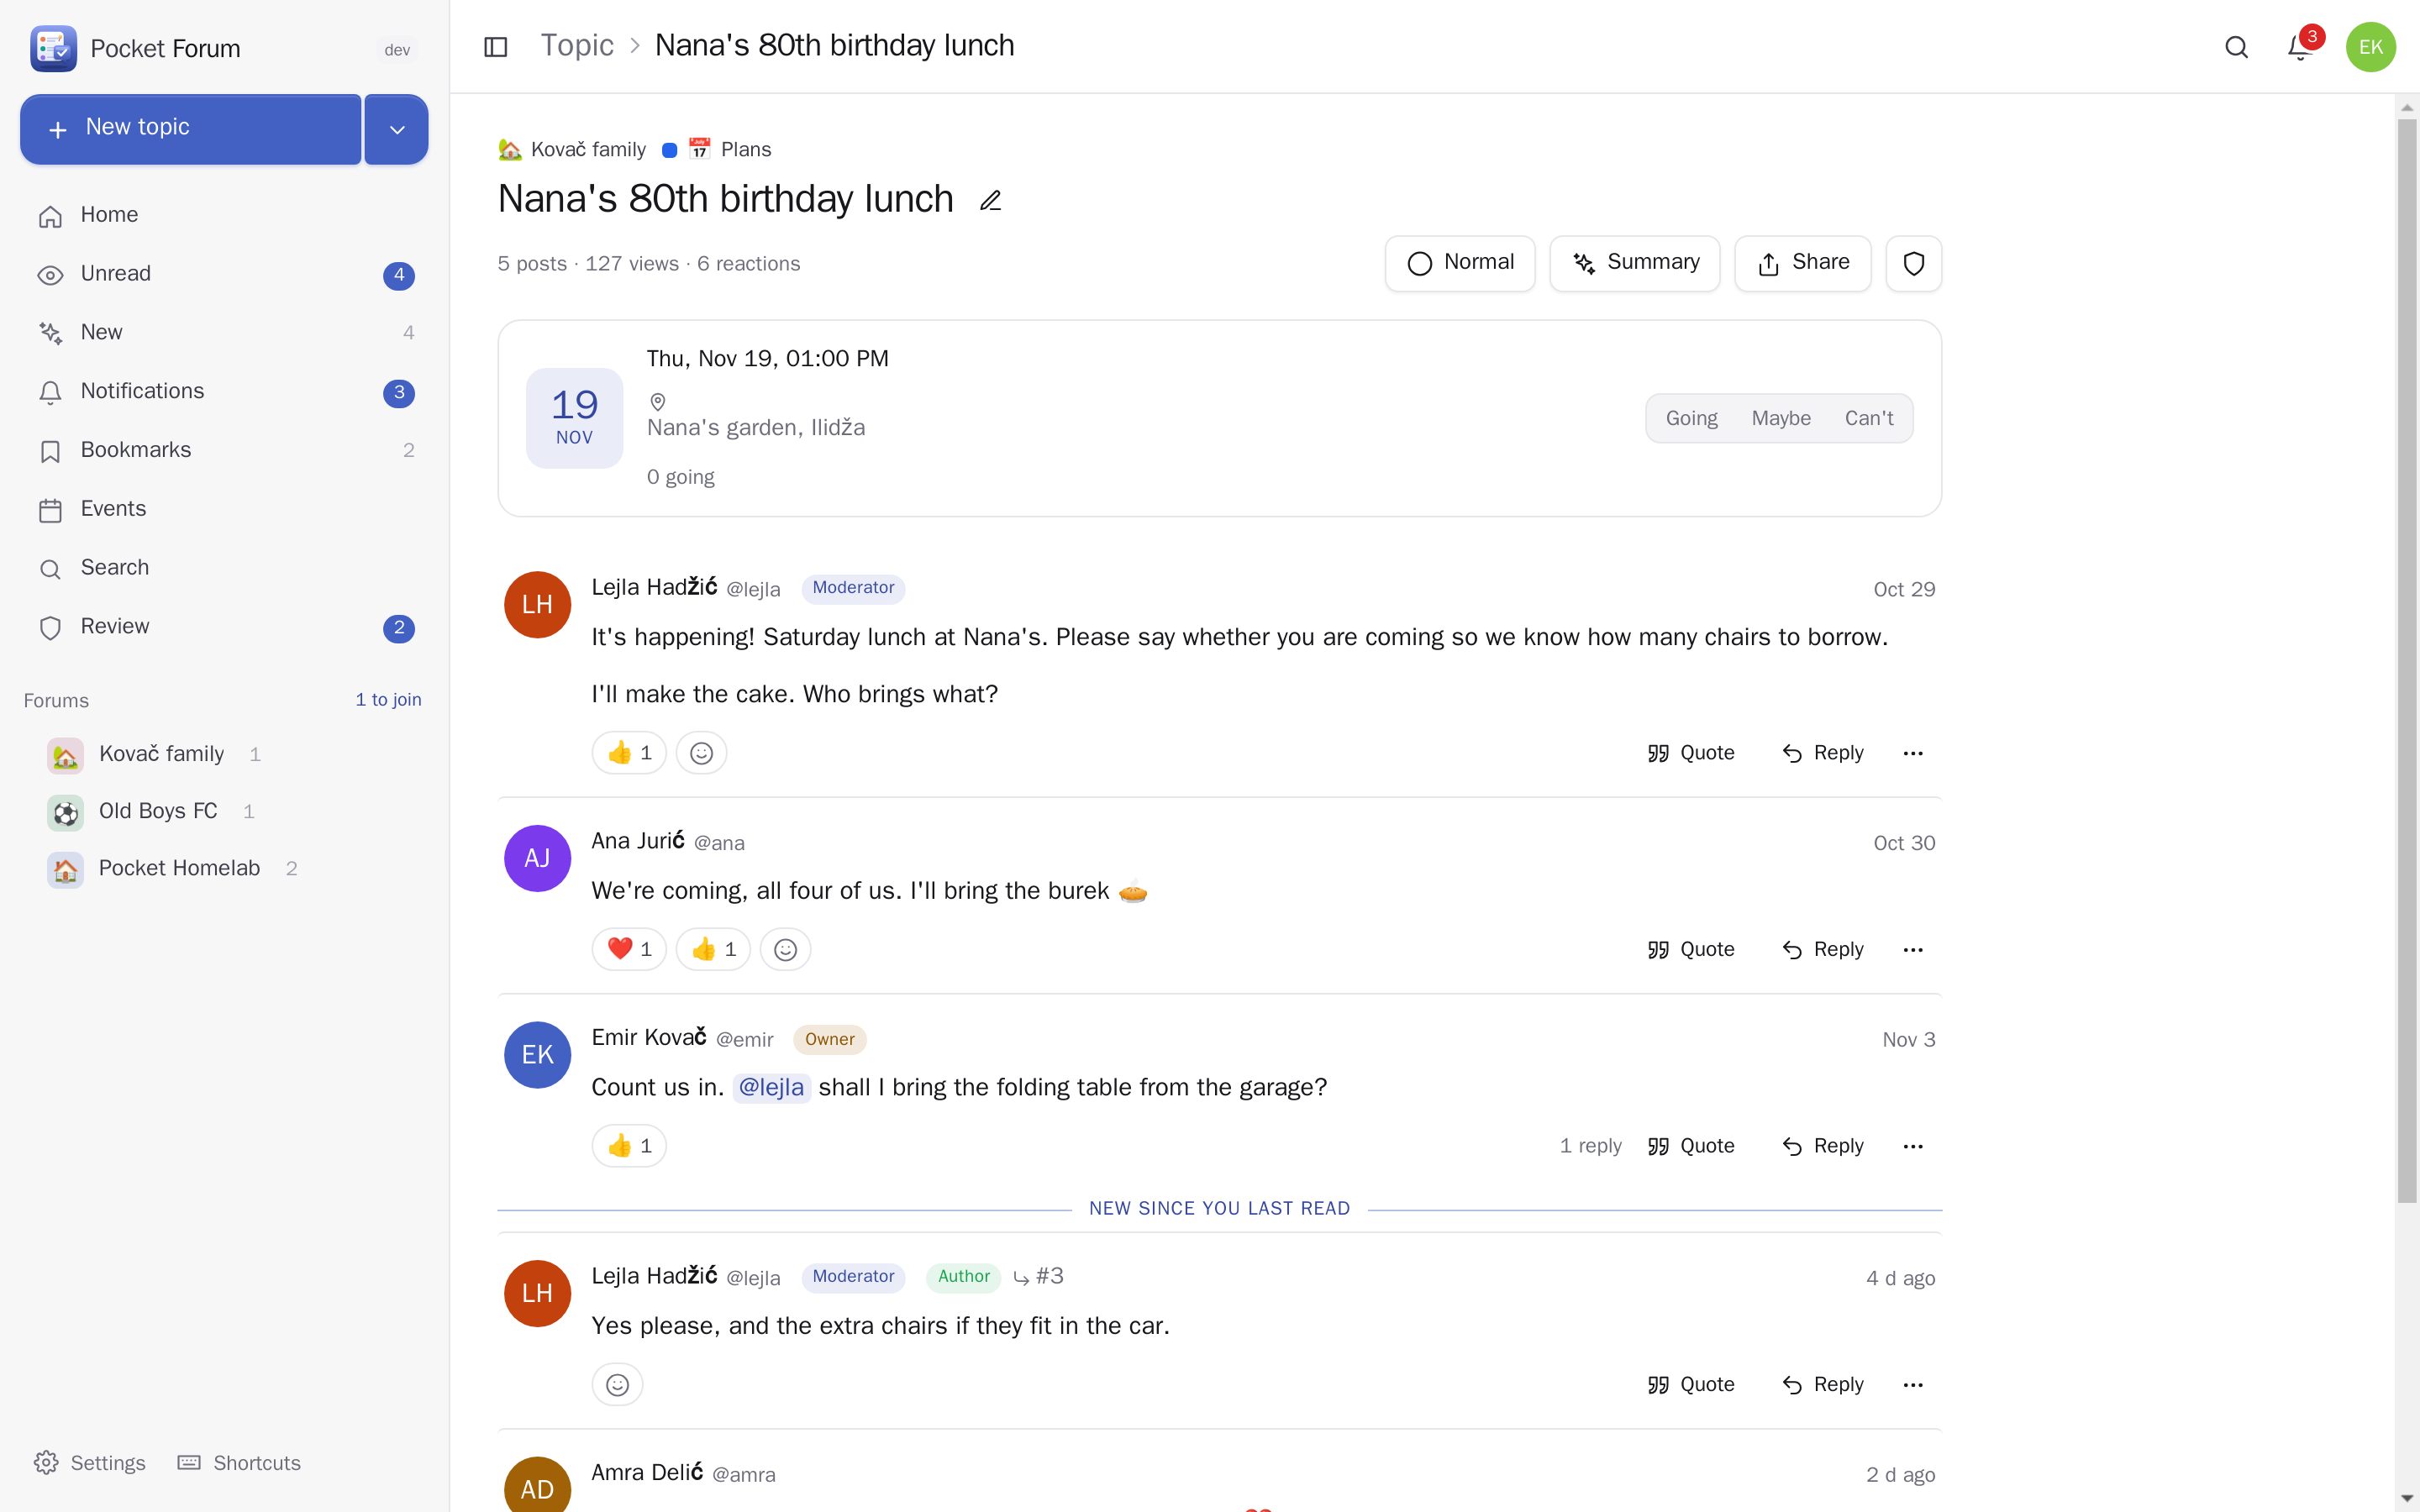 Pocket Forum
dev
New topic
Home
Unread 4
New 4
Notifications 3
Bookmarks 2
Events
Search
Review 2
Forums 1 to join
Kovač family 1
Old Boys FC 1
Pocket Homelab 2
Settings Shortcuts
Topic > Nana's 80th birthday lunch
3
EK
Kovač family Plans
Nana's 80th birthday lunch
5 posts · 127 views · 6 reactions
Normal Summary Share
19
NOV
Thu, Nov 19, 01:00 PM
Nana's garden, Ilidža
0 going
Going Maybe Can't
LH
Lejla Hadžić @lejla Moderator Oct 29
It's happening! Saturday lunch at Nana's. Please say whether you are coming so we know how many chairs to borrow.
I'll make the cake. Who brings what?
👍 1 Quote Reply
AJ
Ana Jurić @ana Oct 30
We're coming, all four of us. I'll bring the burek 🥧
❤️ 1 👍 1 Quote Reply
EK
Emir Kovač @emir Owner Nov 3
Count us in. @lejla shall I bring the folding table from the garage?
👍 1 1 reply Quote Reply
NEW SINCE YOU LAST READ
LH
Lejla Hadžić @lejla Moderator Author #3 4 d ago
Yes please, and the extra chairs if they fit in the car.
Quote Reply
AD
Amra Delić @amra 2 d ago